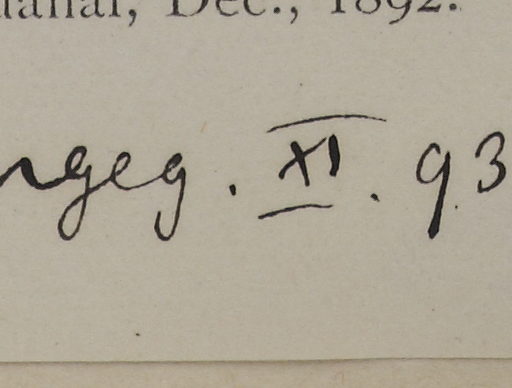 Dec., 1892.
ngeg. XI. 93